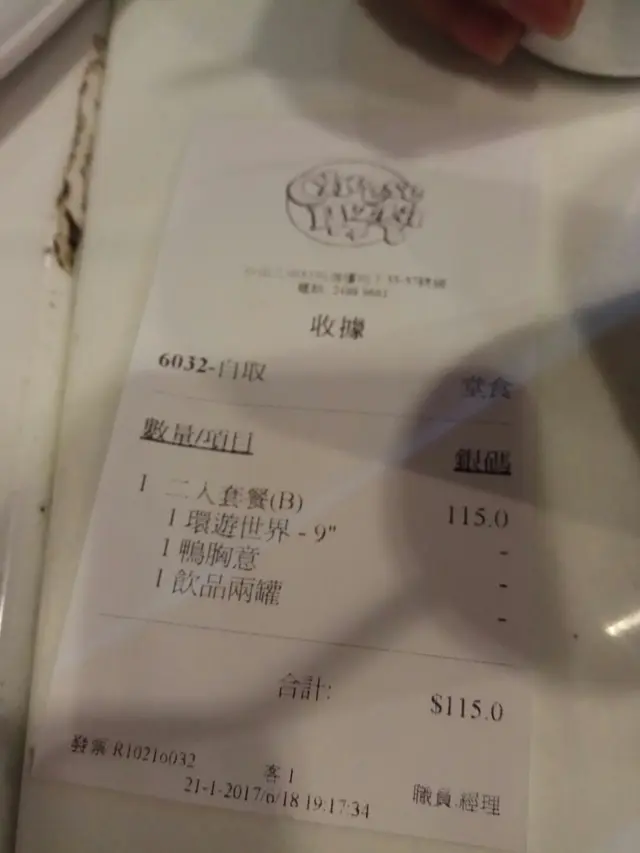 收據
6032-自取
堂食
數量/項目 銀碼
1 二人套餐(B) 115.0
1 環遊世界 - 9" -
1 鴨胸意 -
1 飲品兩罐 -
合計: $115.0
發票 R10216032 客 1 職員.經理
21-1-2017/6/18 19:17:34